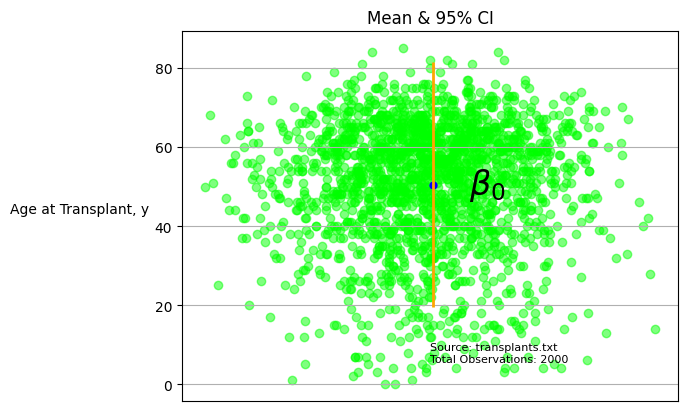 Mean & 95% CI
80
60
40
20
0
Age at Transplant, y
β0
Source: transplants.txt
Total Observations: 2000